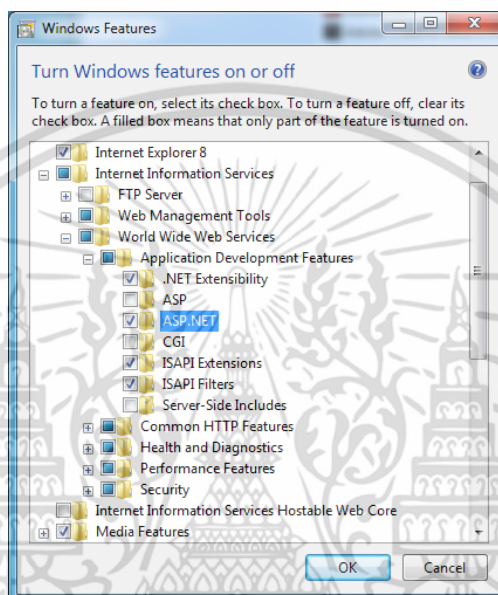 Windows Features
Turn Windows features on or off
To turn a feature on, select its check box. To turn a feature off, clear its
check box. A filled box means that only part of the feature is turned on.
Internet Explorer 8
Internet Information Services
FTP Server
Web Management Tools
World Wide Web Services
Application Development Features
.NET Extensibility
ASP
ASP.NET
CGI
ISAPI Extensions
ISAPI Filters
Server-Side Includes
Common HTTP Features
Health and Diagnostics
Performance Features
Security
Internet Information Services Hostable Web Core
Media Features
OK Cancel